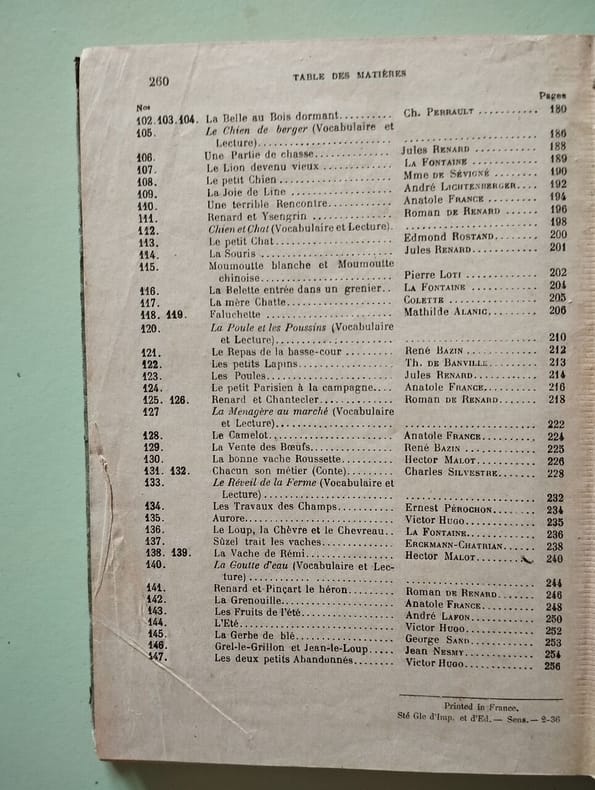 260 TABLE DES MATIÈRES
Nos Pages
102.103.104. La Belle au Bois dormant.......... Ch. PERRAULT ........... 180
105. Le Chien de berger (Vocabulaire et
Lecture)........................ ........................ 186
106. Une Partie de chasse.............. Jules RENARD ........... 188
107. Le Lion devenu vieux ............ LA FONTAINE ........... 189
108. Le petit Chien.................... Mme DE SÉVIGNÉ ........ 190
109. La Joie de Line .................. André LICHTENBERGER.... 192
110. Une terrible Rencontre............ Anatole FRANCE ........ 194
111. Renard et Ysengrin .............. Roman DE RENARD ..... 196
112. Chien et Chat (Vocabulaire et Lecture). ........................ 198
113. Le petit Chat.................... Edmond ROSTAND........ 200
114. La Souris ........................ Jules RENARD........... 201
115. Moumoutte blanche et Moumoutte
chinoise........................ Pierre LOTI ............. 202
116. La Belette entrée dans un grenier.. LA FONTAINE ........... 204
117. La mère Chatte.................... COLETTE ............... 205
118. 119. Faluchette ...................... Mathilde ALANIC........ 206
120. La Poule et les Poussins (Vocabulaire
et Lecture)...................... ........................ 210
121. Le Repas de la basse-cour ......... René BAZIN ............ 212
122. Les petits Lapins.................. TH. DE BANVILLE........ 213
123. Les Poules........................ Jules RENARD........... 214
124. Le petit Parisien à la campagne.... Anatole FRANCE........ 216
125. 126. Renard et Chantecler.............. Roman DE RENARD...... 218
127 La Menagère au marché (Vocabulaire
et Lecture)...................... ........................ 222
128. Le Camelot........................ Anatole FRANCE......... 224
129. La Vente des Bœufs................ René BAZIN ............ 225
130. La bonne vache Roussette.......... Hector MALOT........... 226
131. 132. Chacun son métier (Conte).......... Charles SILVESTRE...... 228
133. Le Réveil de la Ferme (Vocabulaire et
Lecture) ........................ ........................ 232
134. Les Travaux des Champs............ Ernest PÉROCHON....... 234
135. Aurore............................ Victor HUGO............ 235
136. Le Loup, la Chèvre et le Chevreau.. LA FONTAINE........... 236
137. Sûzel trait les vaches.............. ERCKMANN-CHATRIAN..... 238
138. 139. La Vache de Rémi.................. Hector MALOT........... 240
140. La Goutte d'eau (Vocabulaire et Lec-
ture) ............................ ........................ 244
141. Renard et Pinçart le héron.......... Roman DE RENARD...... 246
142. La Grenouille...................... Anatole FRANCE......... 248
143. Les Fruits de l'été.................. André LAFON........... 250
144. L'Eté.............................. Victor HUGO............ 252
145. La Gerbe de blé.................... George SAND........... 253
146. Grel-le-Grillon et Jean-le-Loup...... Jean NESMY............ 254
147. Les deux petits Abandonnés........ Victor HUGO............ 256
Printed in France.
Sté Gle d'Imp. et d'Ed. — Sens. — 2-36